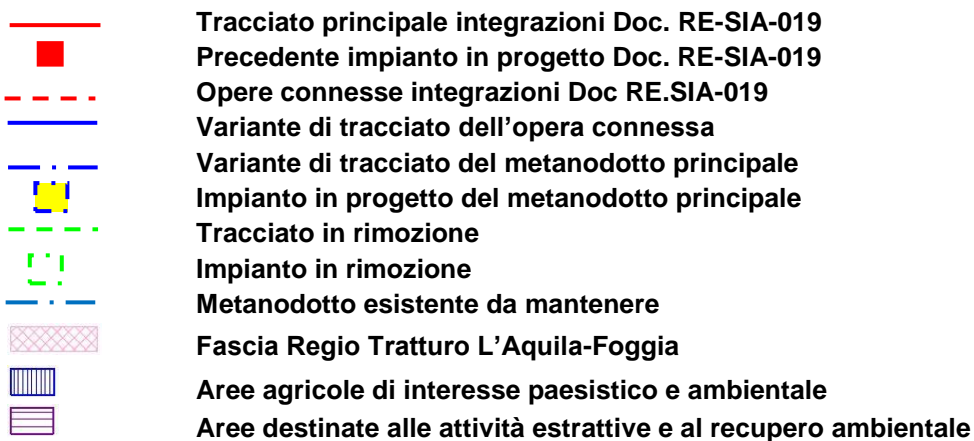 Tracciato principale integrazioni Doc. RE-SIA-019
Precedente impianto in progetto Doc. RE-SIA-019
Opere connesse integrazioni Doc RE.SIA-019
Variante di tracciato dell'opera connessa
Variante di tracciato del metanodotto principale
Impianto in progetto del metanodotto principale
Tracciato in rimozione
Impianto in rimozione
Metanodotto esistente da mantenere
Fascia Regio Tratturo L'Aquila-Foggia
Aree agricole di interesse paesistico e ambientale
Aree destinate alle attività estrattive e al recupero ambientale